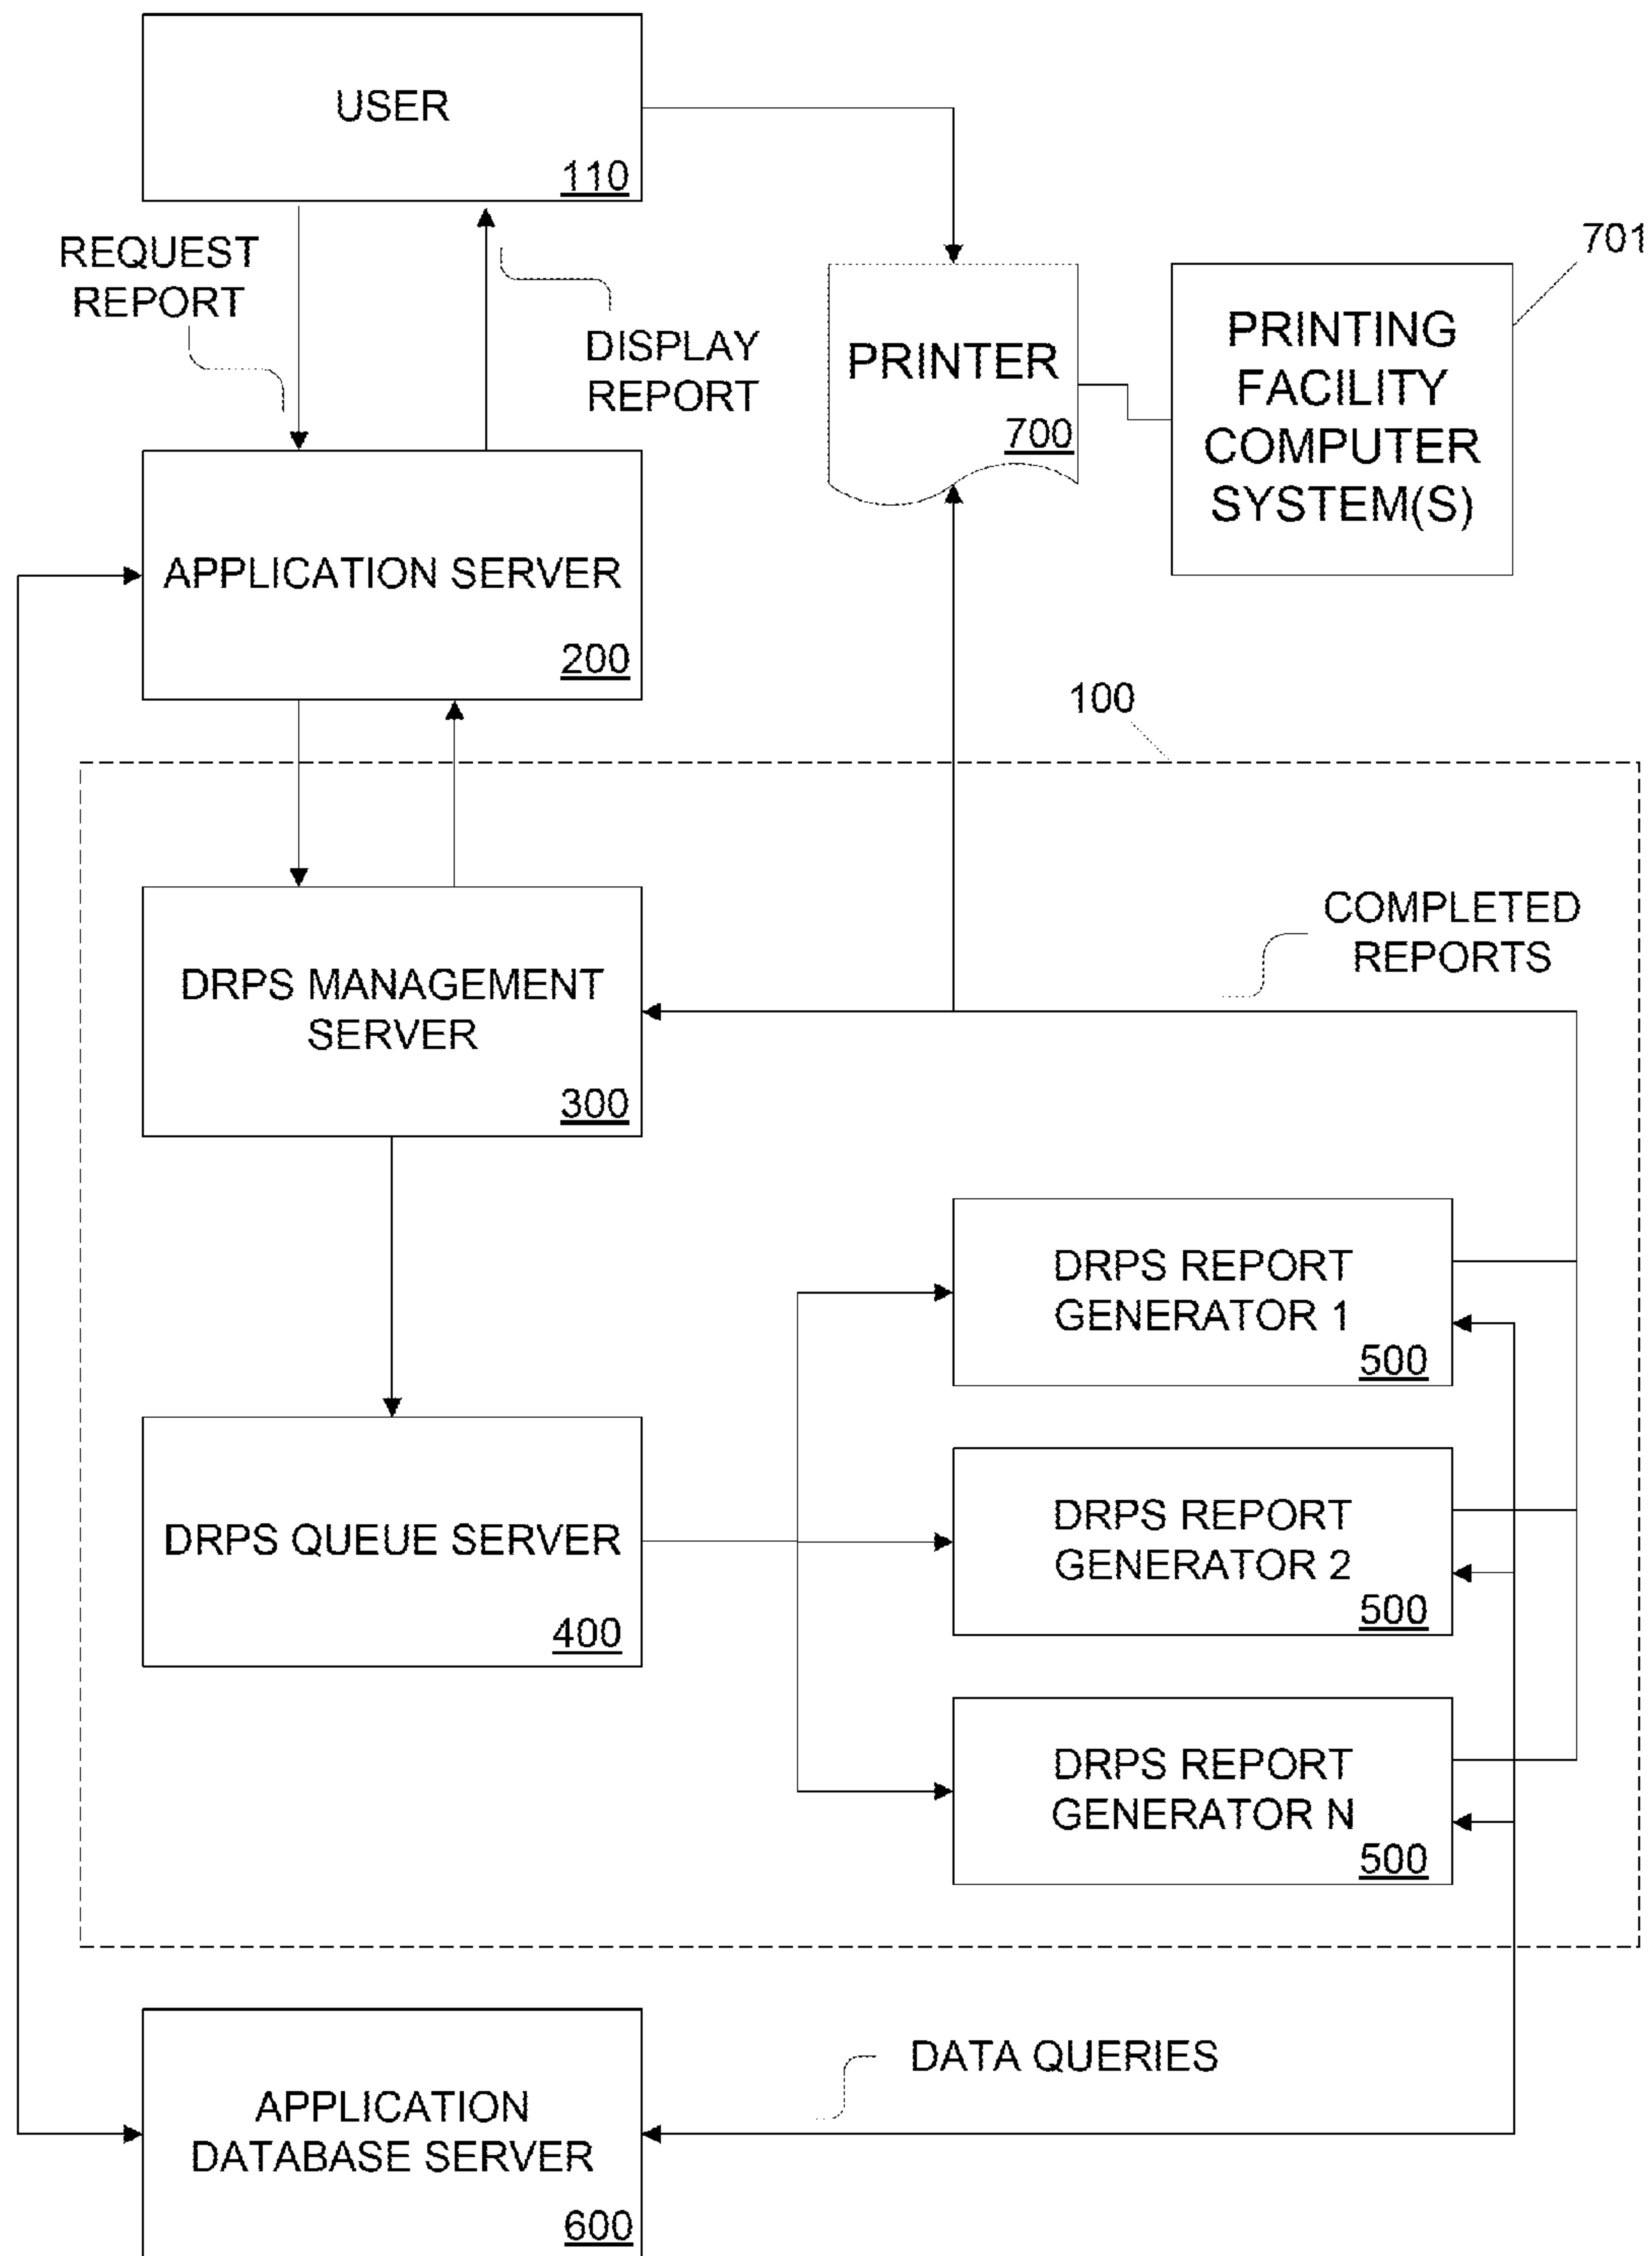 USER
110
REQUEST
REPORT
DISPLAY
REPORT
PRINTER
700
701
PRINTING
FACILITY
COMPUTER
SYSTEM(S)
APPLICATION SERVER
200
100
COMPLETED
REPORTS
DRPS MANAGEMENT
SERVER
300
DRPS REPORT
GENERATOR 1
500
DRPS QUEUE SERVER
400
DRPS REPORT
GENERATOR 2
500
DRPS REPORT
GENERATOR N
500
DATA QUERIES
APPLICATION
DATABASE SERVER
600